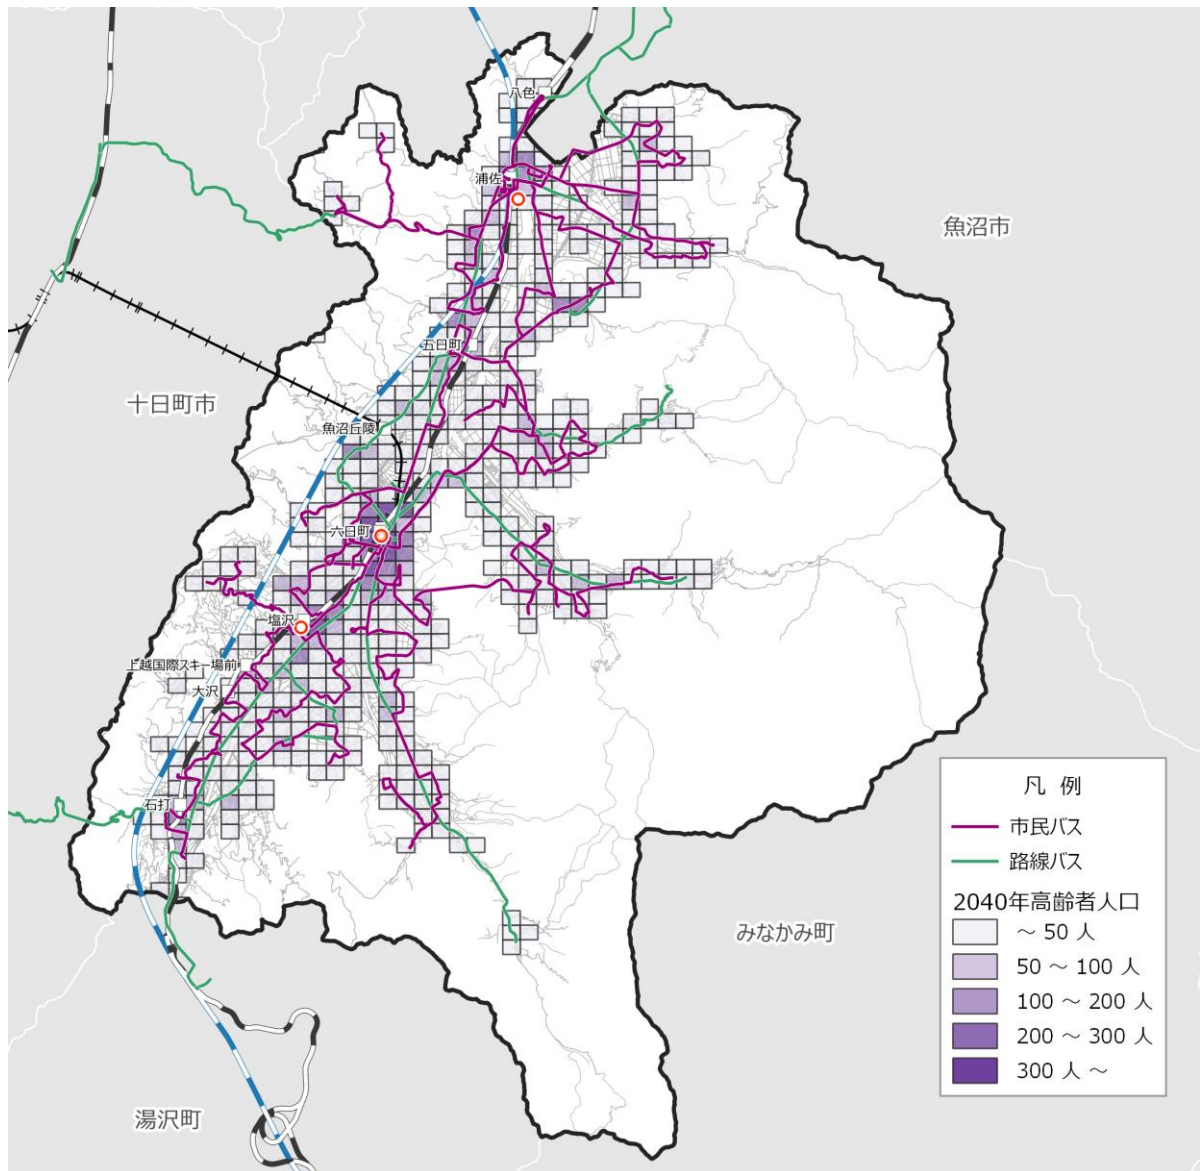 八色
浦佐
魚沼市
五日町
十日町市
魚沼丘陵
六日町
塩沢
上越国際スキー場前
大沢
石打
みなかみ町
湯沢町
凡 例
市民バス
路線バス
2040年高齢者人口
～ 50 人
50 ～ 100 人
100 ～ 200 人
200 ～ 300 人
300 人 ～